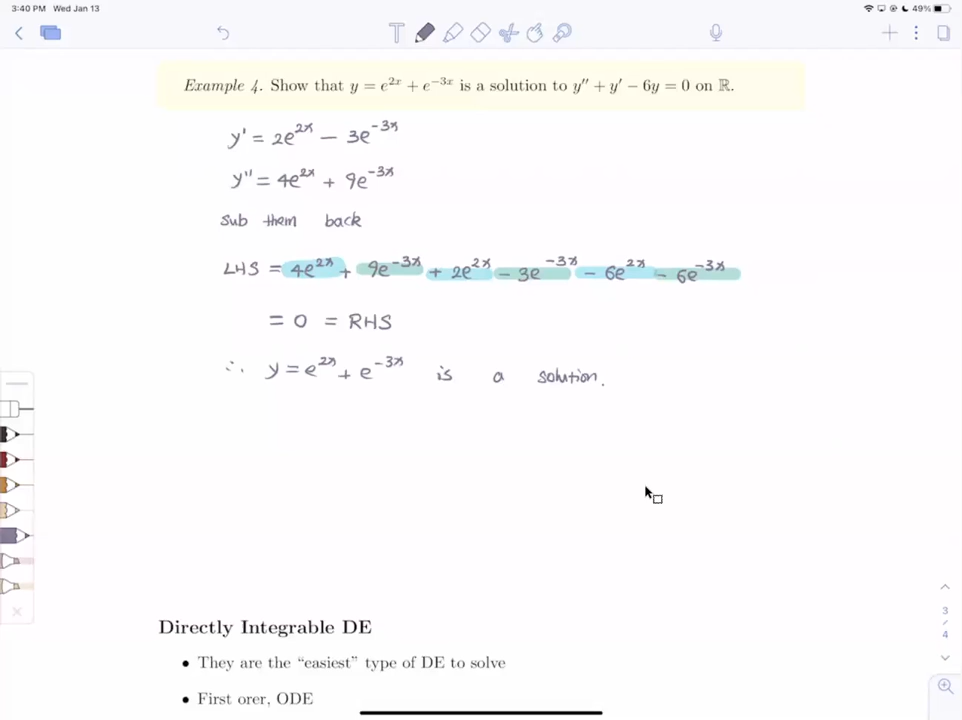 3:40 PM Wed Jan 13
49%
Example 4. Show that y = e^{2x} + e^{−3x} is a solution to y″ + y′ − 6y = 0 on ℝ.
y' = 2e^{2x} − 3e^{−3x}
y'' = 4e^{2x} + 9e^{−3x}
Sub them back
LHS = 4e^{2x} + 9e^{−3x} + 2e^{2x} − 3e^{−3x} − 6e^{2x} − 6e^{−3x}
= 0 = RHS
∴ y = e^{2x} + e^{−3x} is a solution.
Directly Integrable DE
• They are the “easiest” type of DE to solve
• First orer, ODE
3
/
4